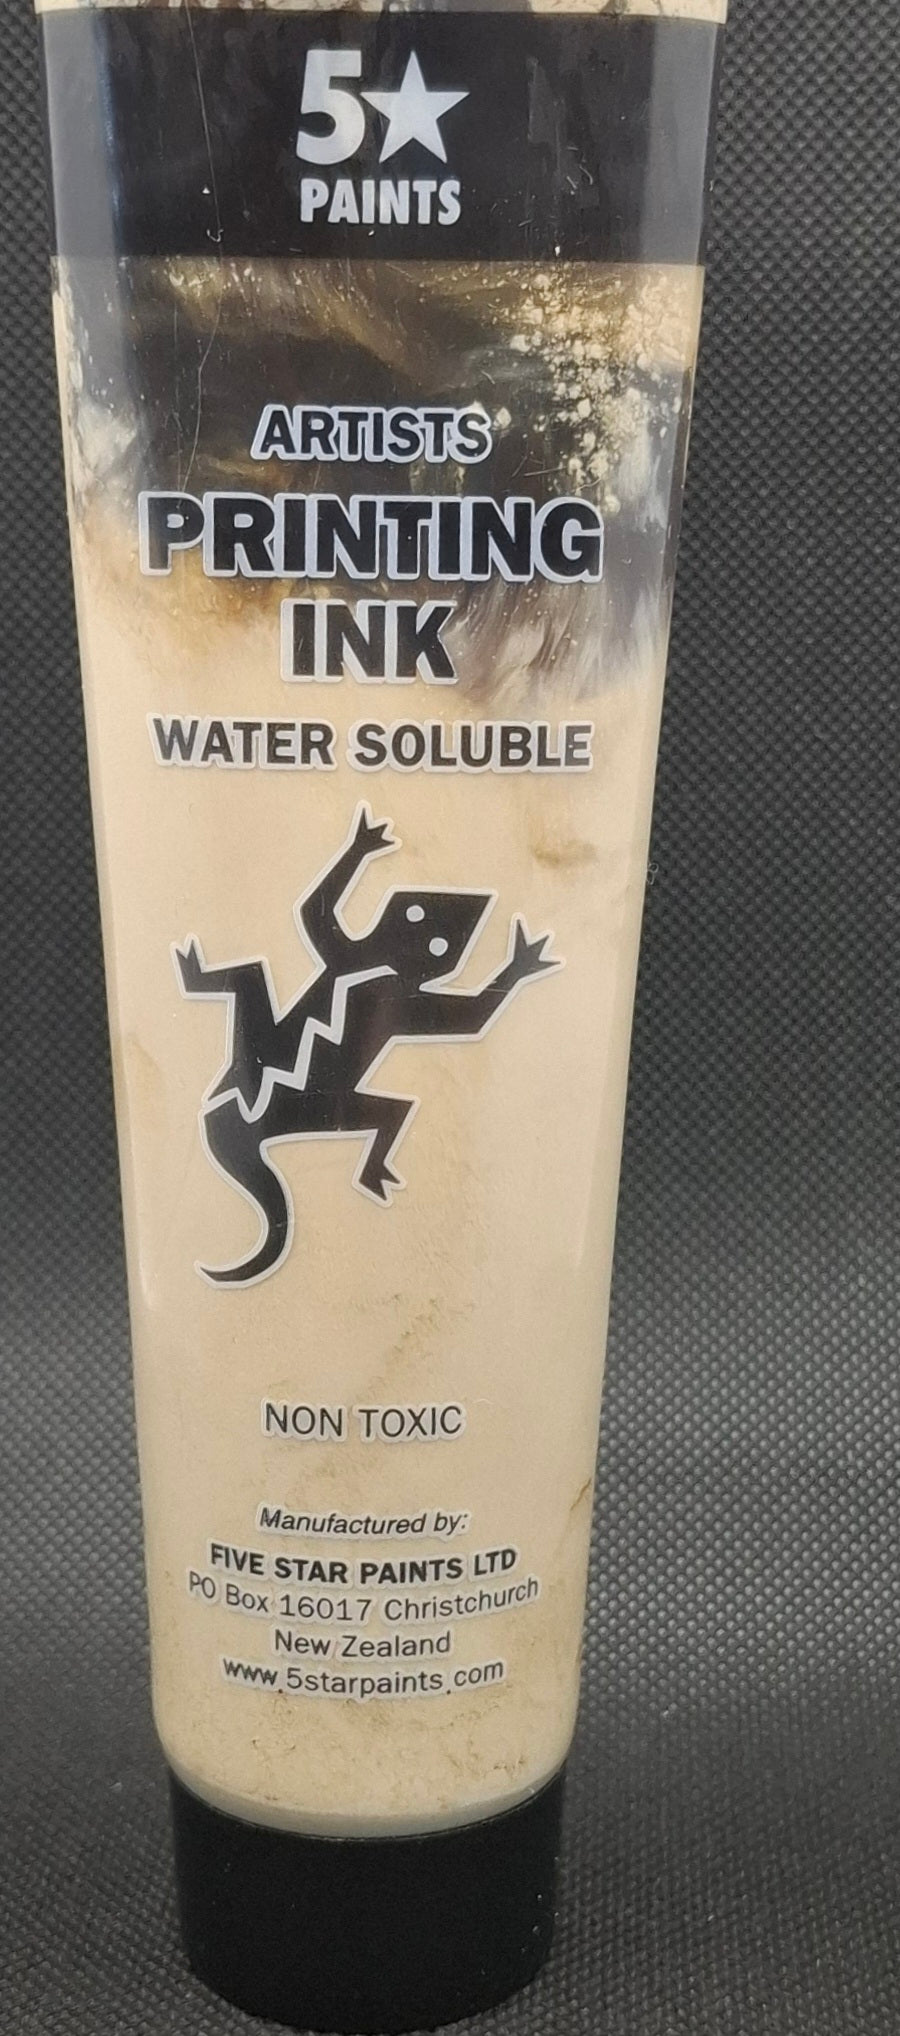 5★
PAINTS
ARTISTS
PRINTING
INK
WATER SOLUBLE
NON TOXIC
Manufactured by:
FIVE STAR PAINTS LTD
PO Box 16017 Christchurch
New Zealand
www.5starpaints.com